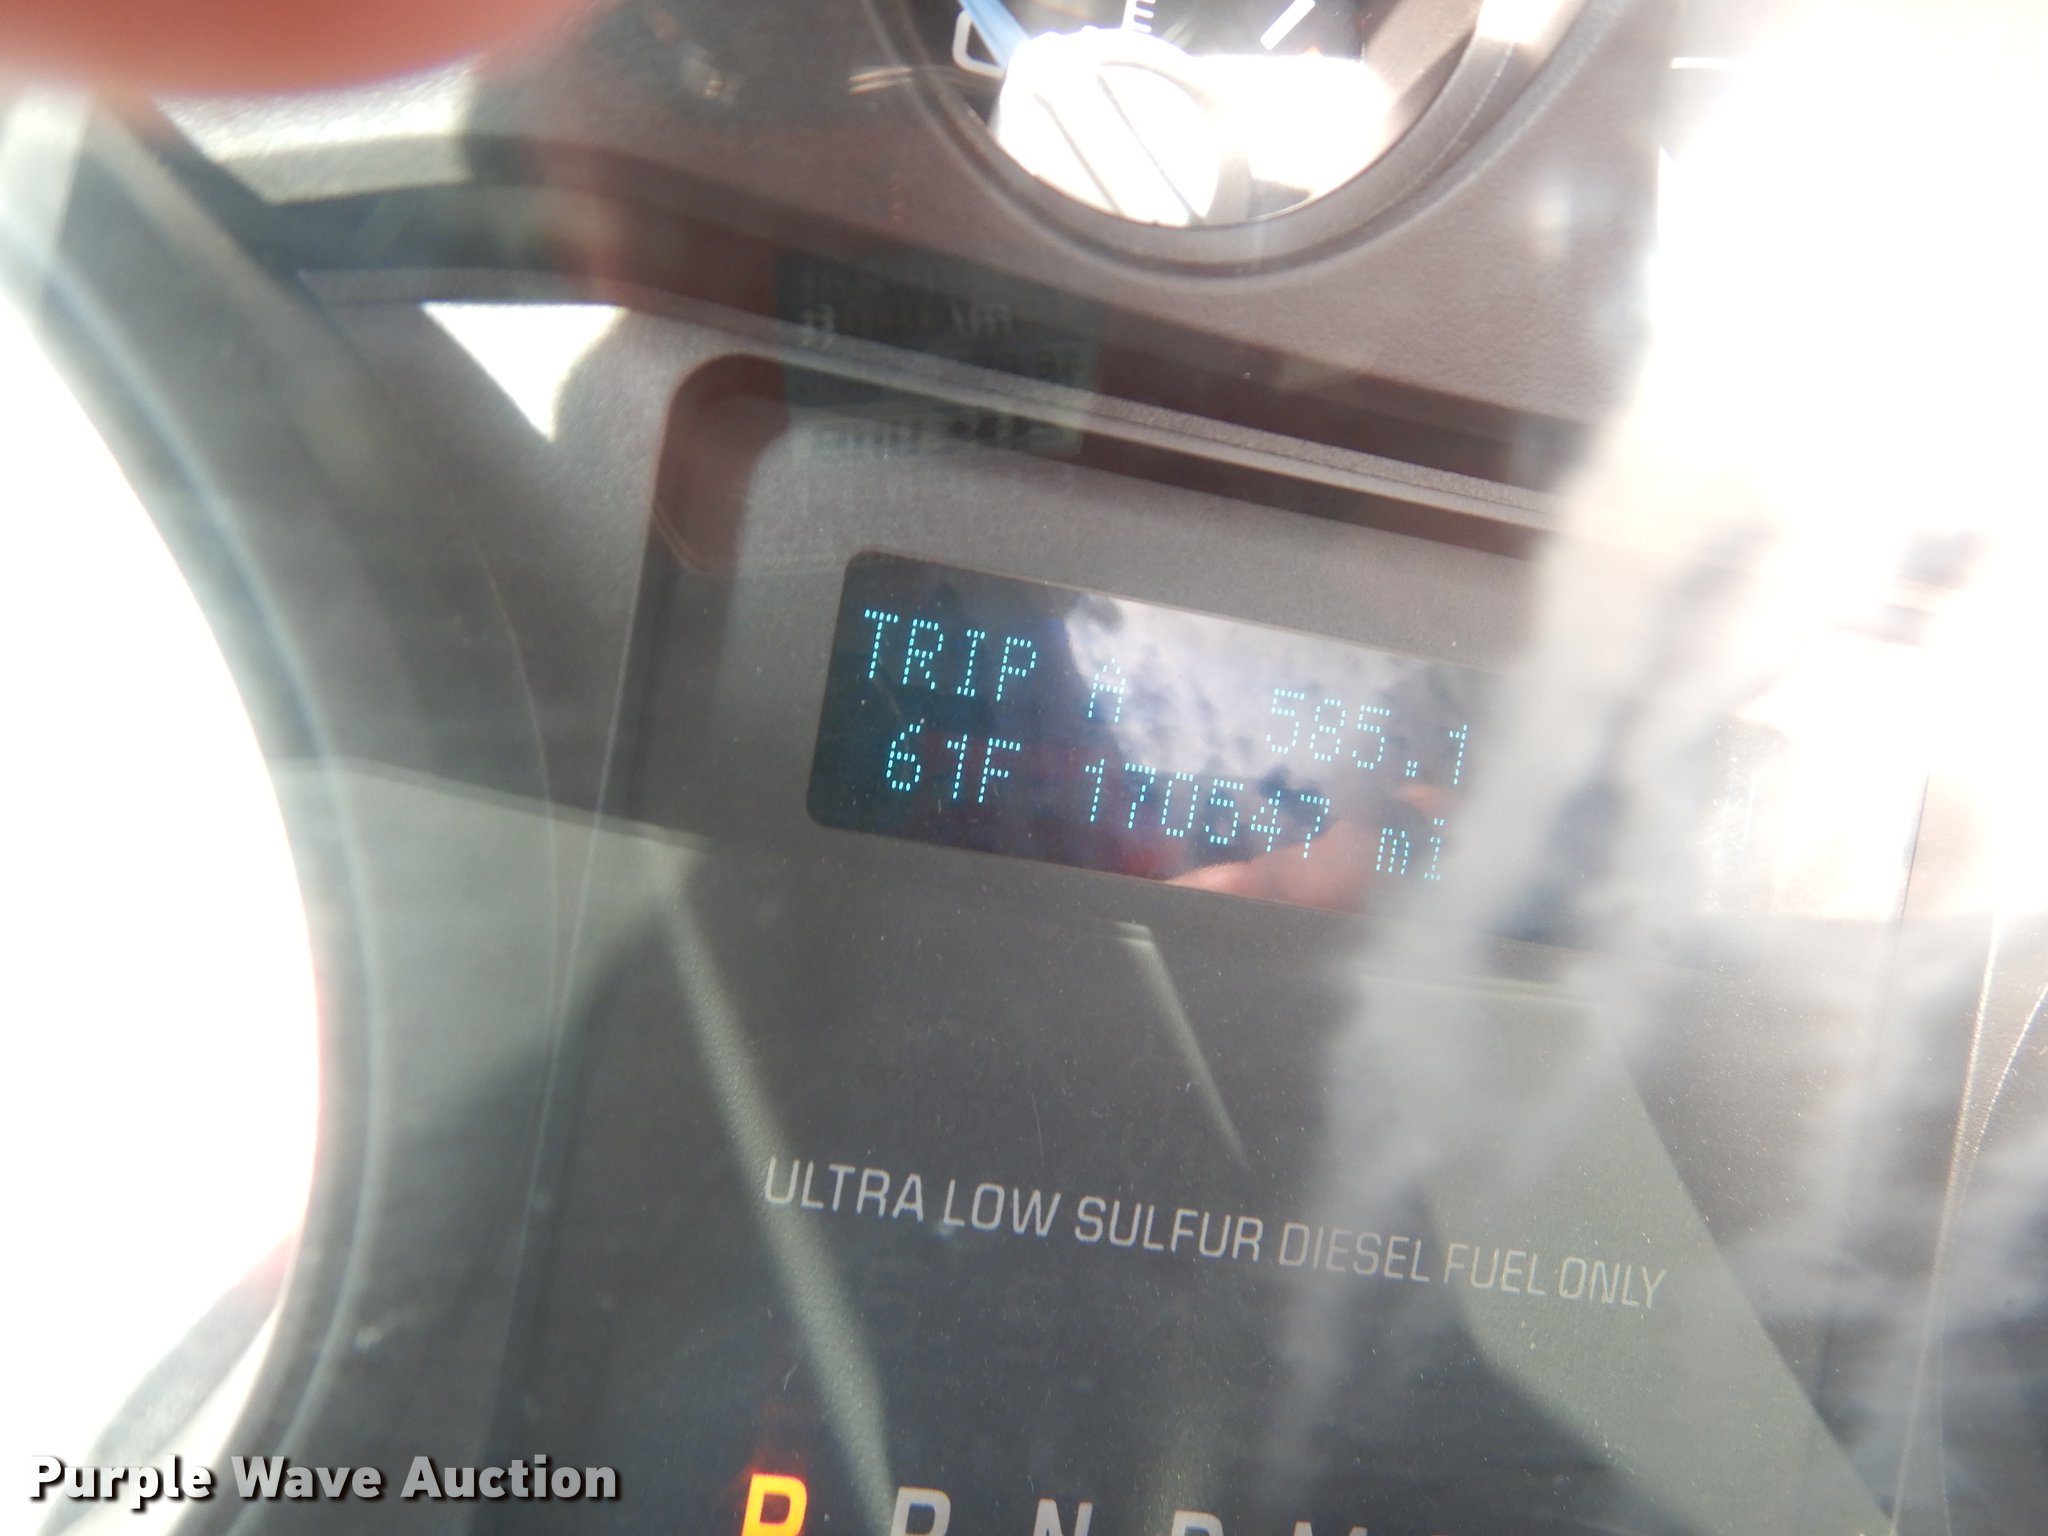 E
TRIP A 585.1
61F 170547 mi
ULTRA LOW SULFUR DIESEL FUEL ONLY
P R N D M
Purple Wave Auction